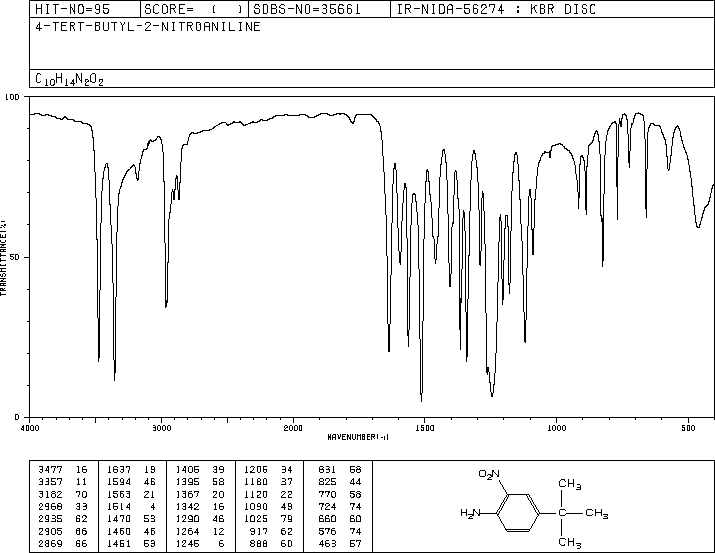 HIT-NO=95 SCORE= ( ) SDBS-NO=35661 IR-NIDA-56274 : KBR DISC
4-TERT-BUTYL-2-NITROANILINE
C10H14N2O2
100
TRANSMITTANCE(%)
50
0
4000 3000 2000 1500 1000 500
WAVENUMBER(-1)
3477 16 1637 19 1406 39 1206 34 831 58
3357 11 1594 46 1395 58 1180 37 825 44
3182 70 1563 21 1367 20 1120 22 770 58
2968 33 1514 4 1342 16 1090 49 724 74
2935 62 1470 53 1290 46 1025 79 660 60
2905 66 1460 46 1264 12 917 62 576 74
2869 66 1451 53 1246 6 888 60 463 57
O2N
H2N
CH3
C
CH3
CH3